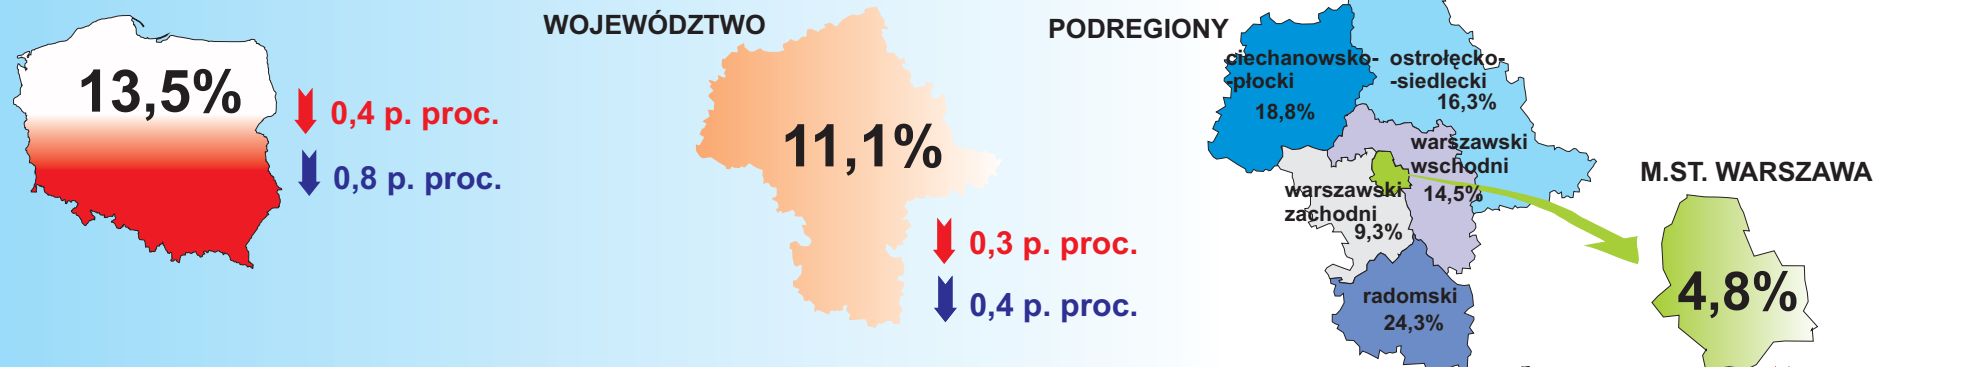 13,5%
0,4 p. proc.
0,8 p. proc.
WOJEWÓDZTWO
11,1%
0,3 p. proc.
0,4 p. proc.
PODREGIONY
ciechanowsko-
-płocki
18,8%
ostrołęcko-
-siedlecki
16,3%
warszawski
wschodni
14,5%
warszawski
zachodni
9,3%
radomski
24,3%
M.ST. WARSZAWA
4,8%